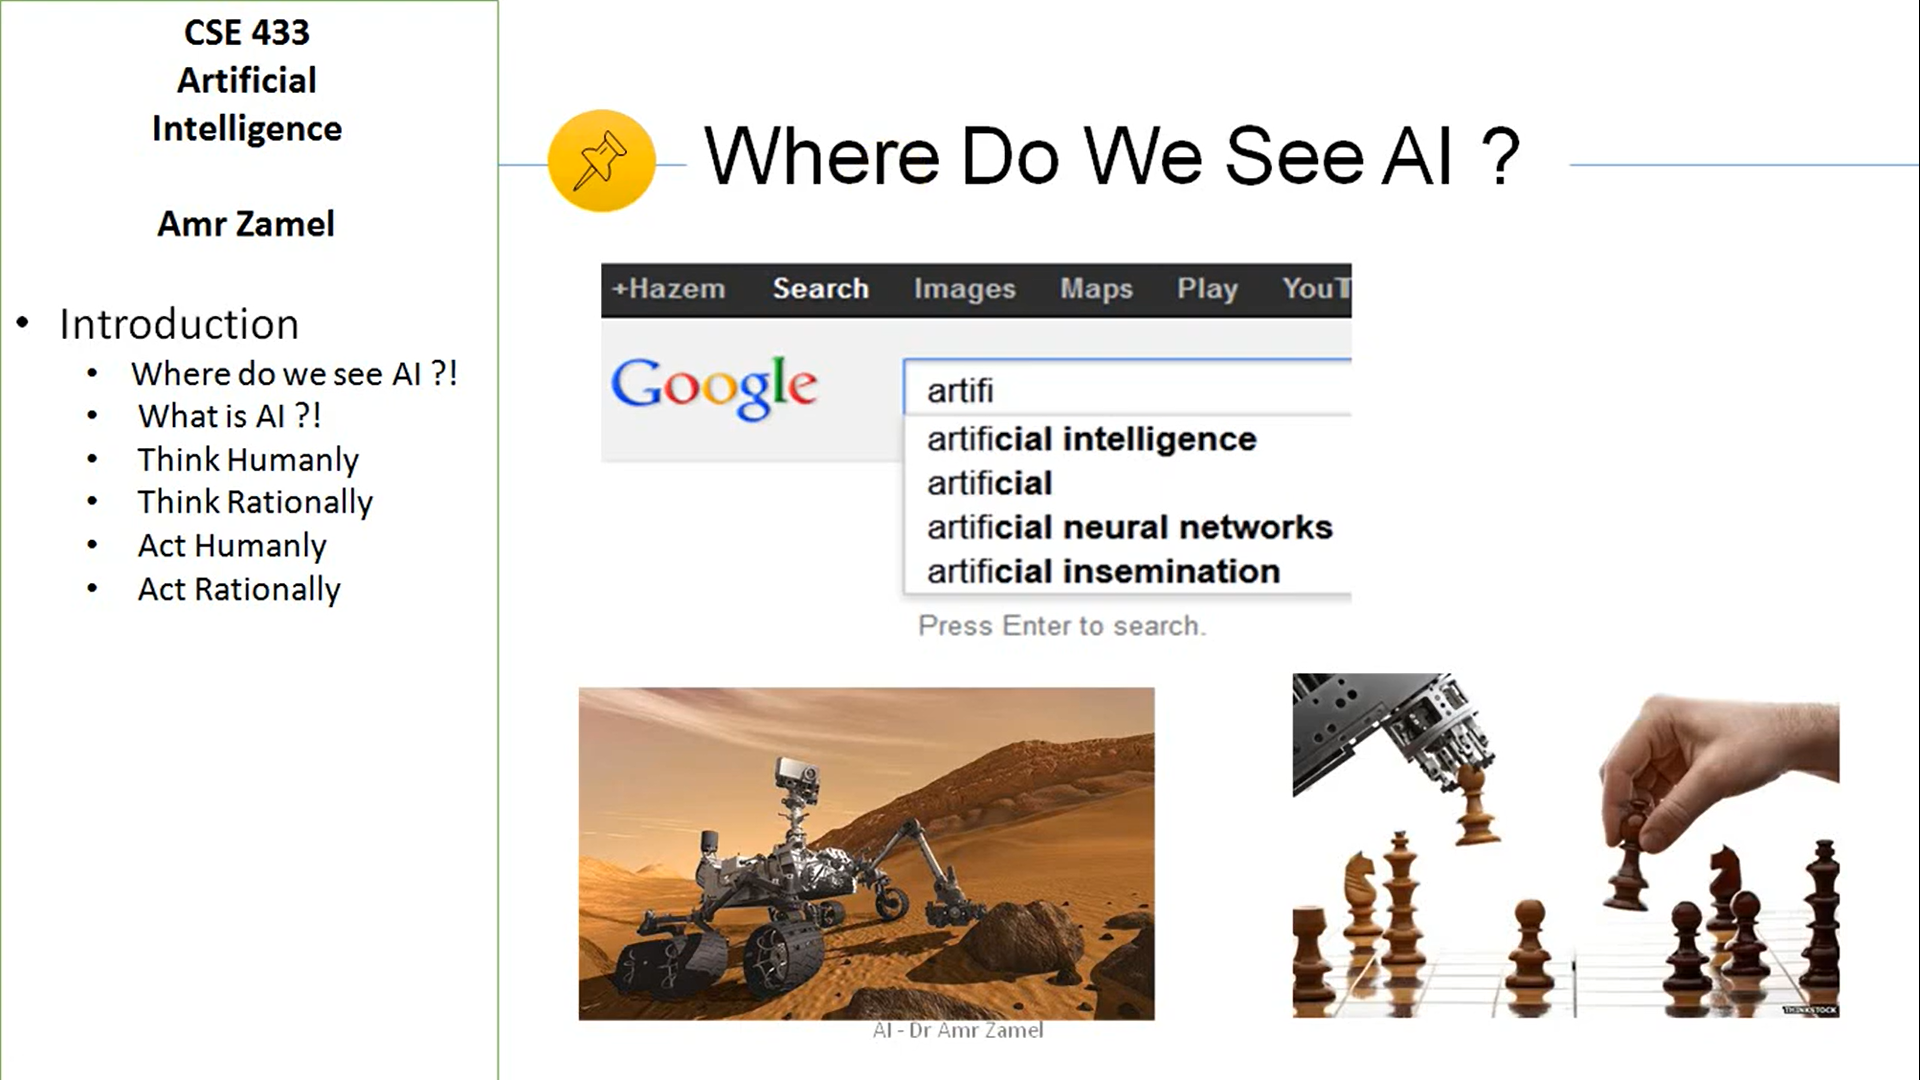 CSE 433
Artificial
Intelligence
Amr Zamel
• Introduction
• Where do we see AI ?!
• What is AI ?!
• Think Humanly
• Think Rationally
• Act Humanly
• Act Rationally
Where Do We See AI ?
+Hazem Search Images Maps Play YouT
Google
artifi
artificial intelligence
artificial
artificial neural networks
artificial insemination
Press Enter to search.
THINKSTOCK
AI - Dr Amr Zamel